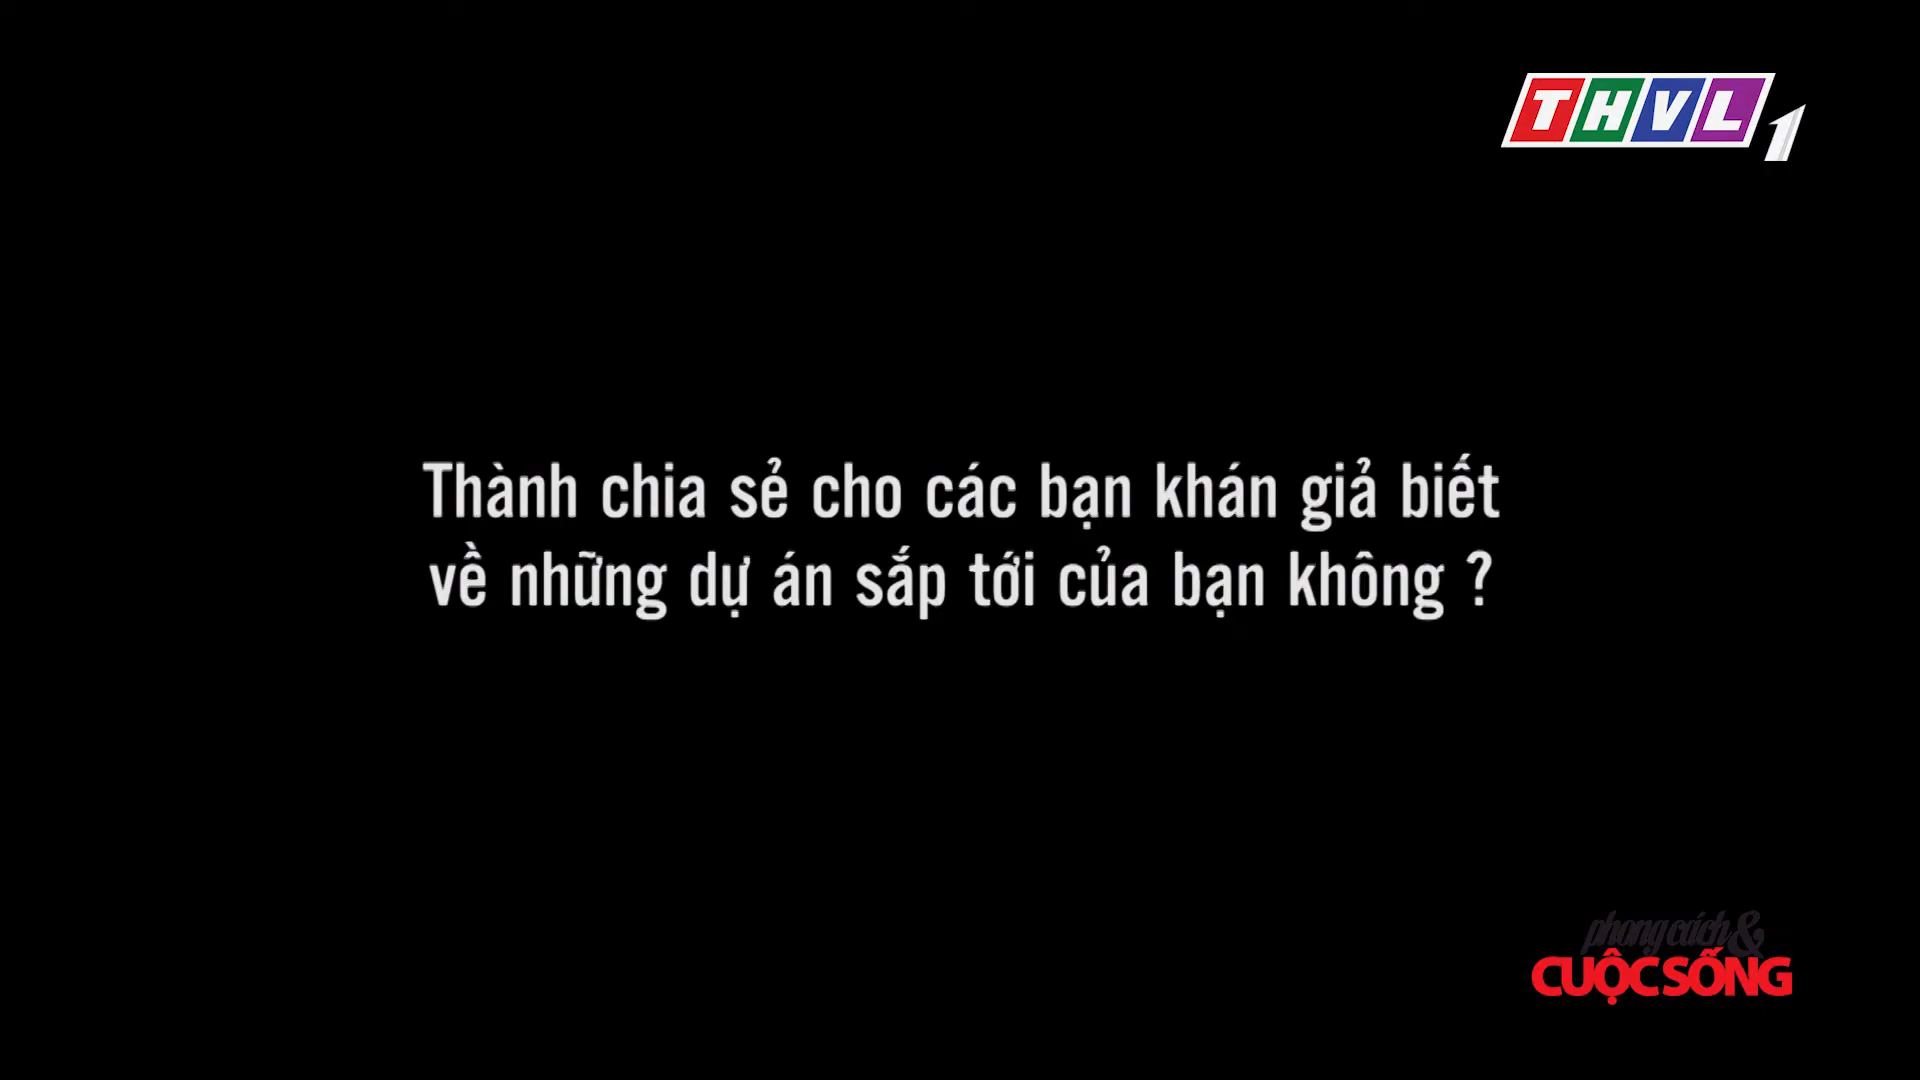 THVL1
Thành chia sẻ cho các bạn khán giả biết
về những dự án sắp tới của bạn không ?
phong cách &
CUỘC SỐNG